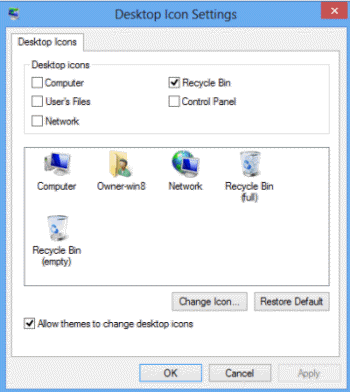 Desktop Icon Settings
Desktop Icons
Desktop icons
Computer
Recycle Bin
User's Files
Control Panel
Network
Computer
Owner-win8
Network
Recycle Bin
(full)
Recycle Bin
(empty)
Change Icon...
Restore Default
Allow themes to change desktop icons
OK
Cancel
Apply